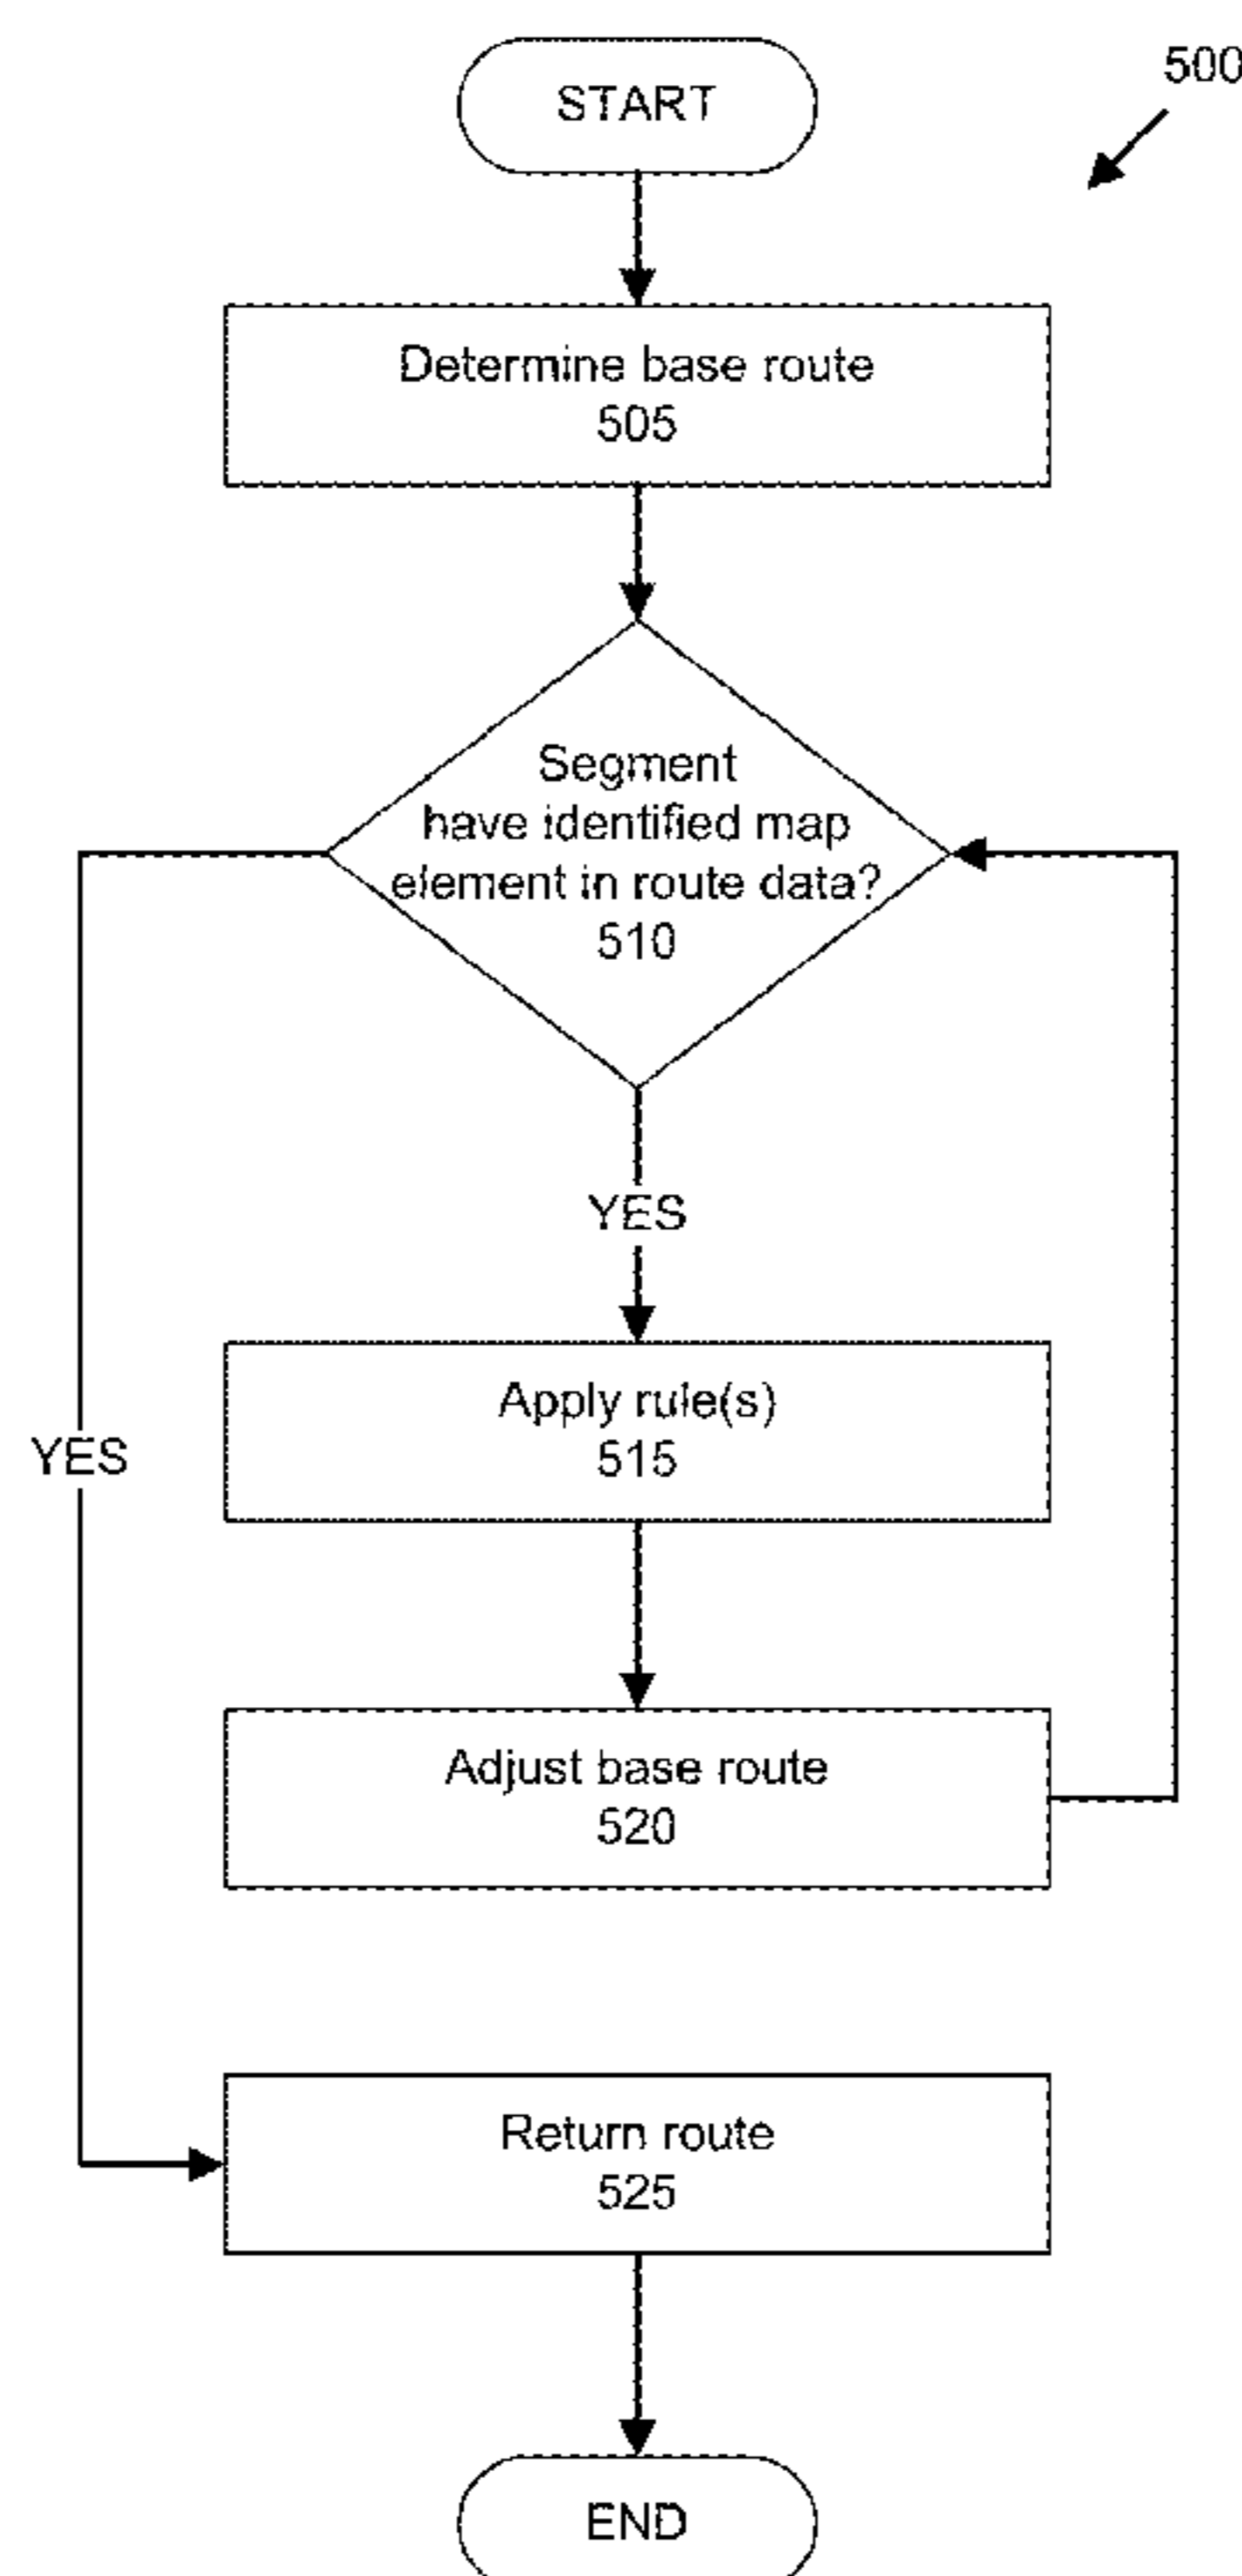 500
START
Determine base route
505
Segment
have identified map
element in route data?
510
YES
Apply rule(s)
515
YES
Adjust base route
520
Return route
525
END